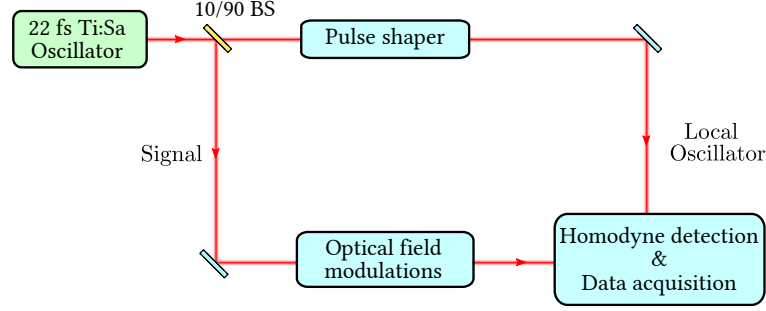 10/90 BS
22 fs Ti:Sa
Oscillator
Pulse shaper
Signal
Local
Oscillator
Optical field
modulations
Homodyne detection
&
Data acquisition